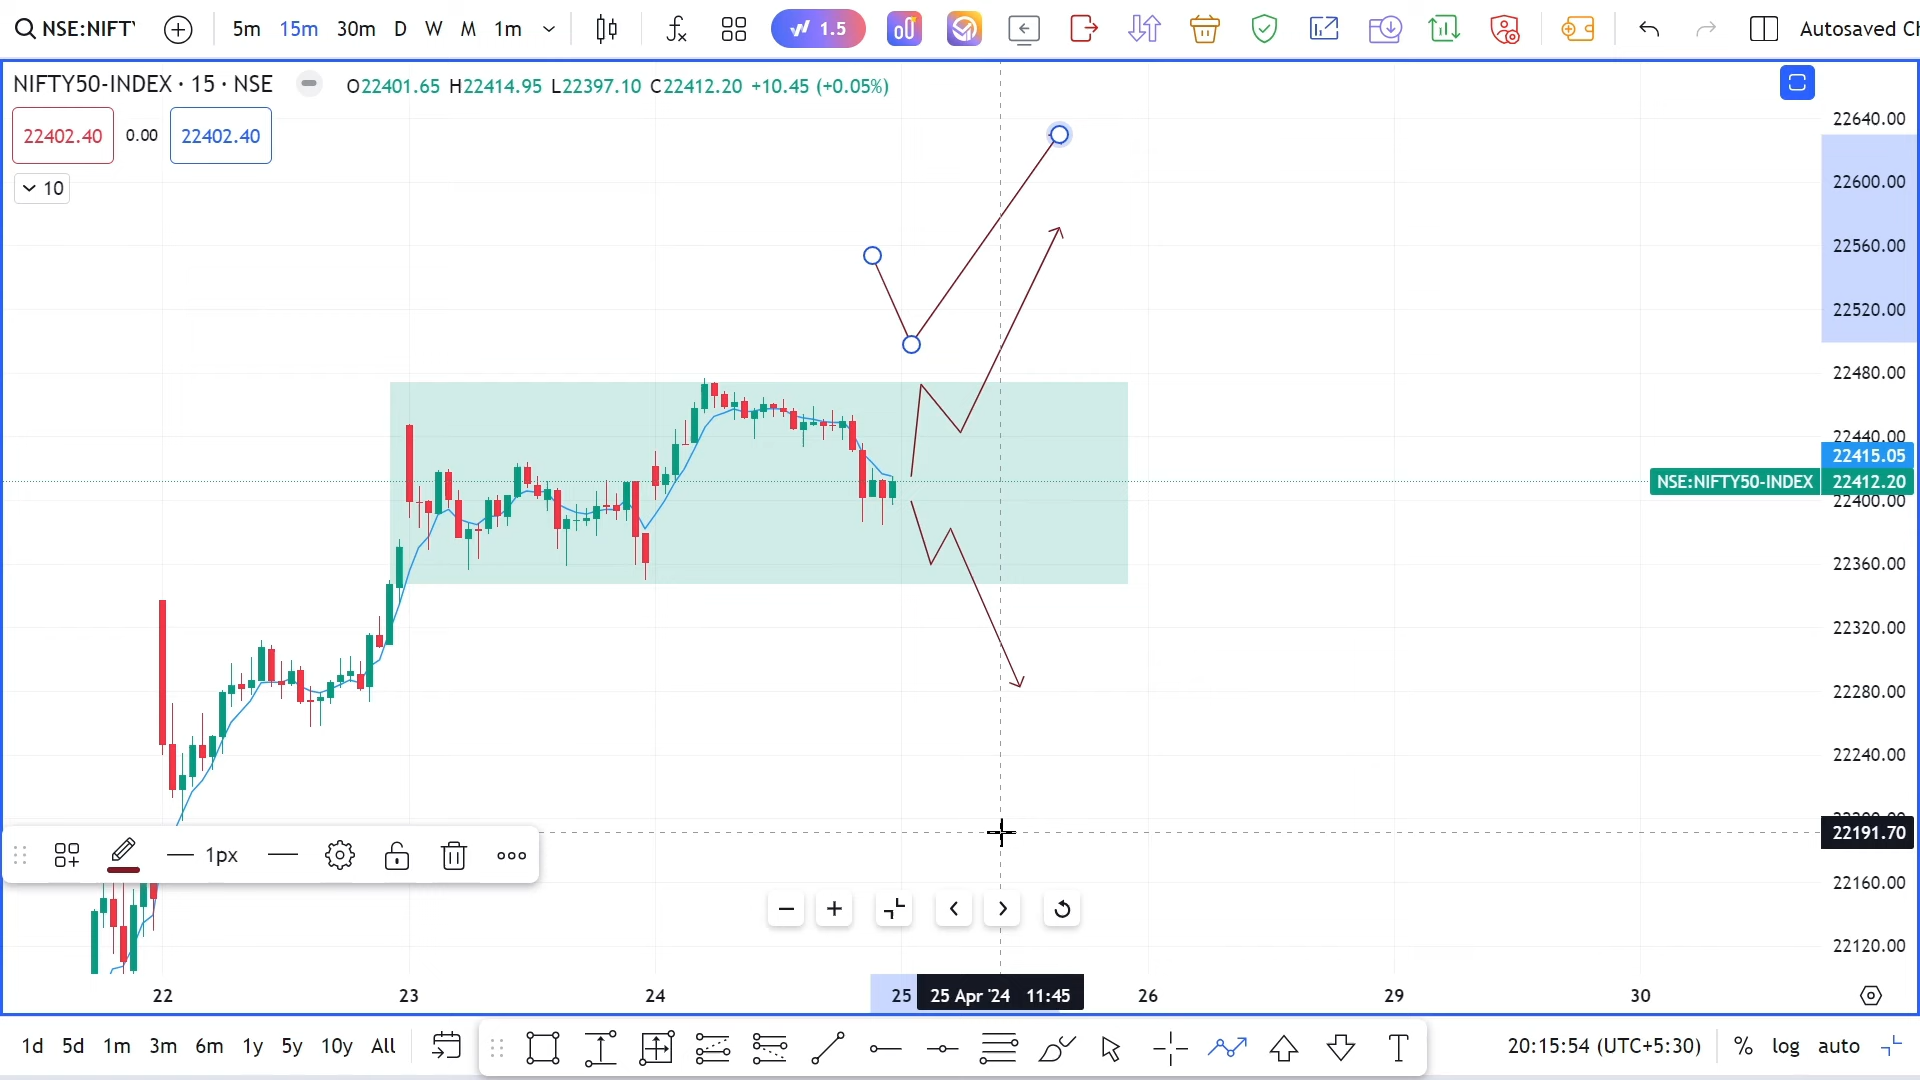 NSE:NIFT 5m 15m 30m D W M 1m 1.5 Autosaved Ch
NIFTY50-INDEX · 15 · NSE O22401.65 H22414.95 L22397.10 C22412.20 +10.45 (+0.05%)
22402.40 0.00 22402.40
10
22640.00
22600.00
22560.00
22520.00
22480.00
22440.00
22415.05
NSE:NIFTY50-INDEX 22412.20
22400.00
22360.00
22320.00
22280.00
22240.00
22191.70
1px
22160.00
22120.00
22 23 24 25 25 Apr '24 11:45 26 29 30
1d 5d 1m 3m 6m 1y 5y 10y All T 20:15:54 (UTC+5:30) % log auto